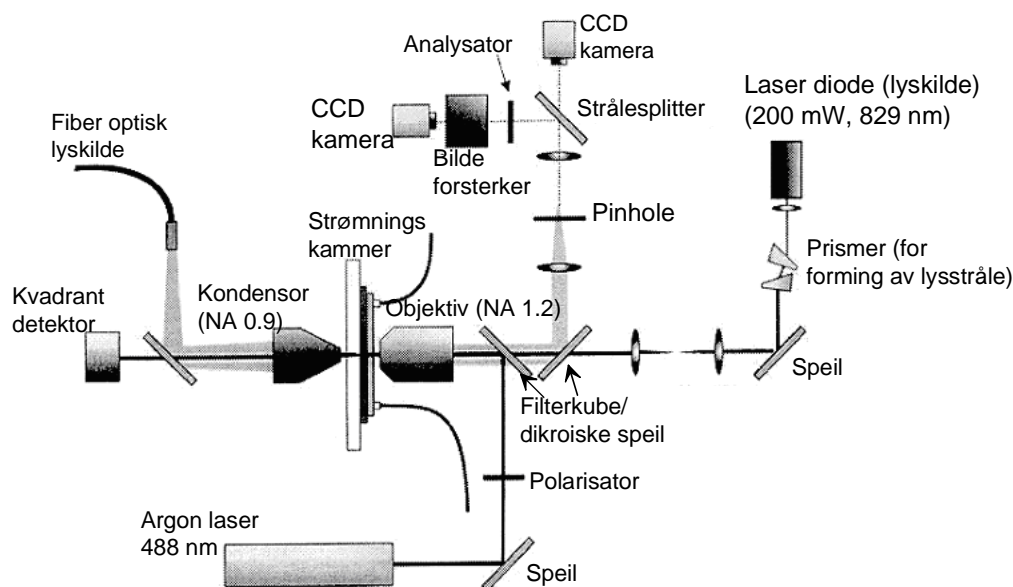 CCD
kamera
Analysator
Laser diode (lyskilde)
(200 mW, 829 nm)
CCD
kamera
Strålesplitter
Fiber optisk
lyskilde
Bilde
forsterker
Pinhole
Strømnings
kammer
Prismer (for
forming av lysstråle)
Kvadrant
detektor
Kondensor
(NA 0.9)
Objektiv (NA 1.2)
Speil
Filterkube/
dikroiske speil
Polarisator
Argon laser
488 nm
Speil